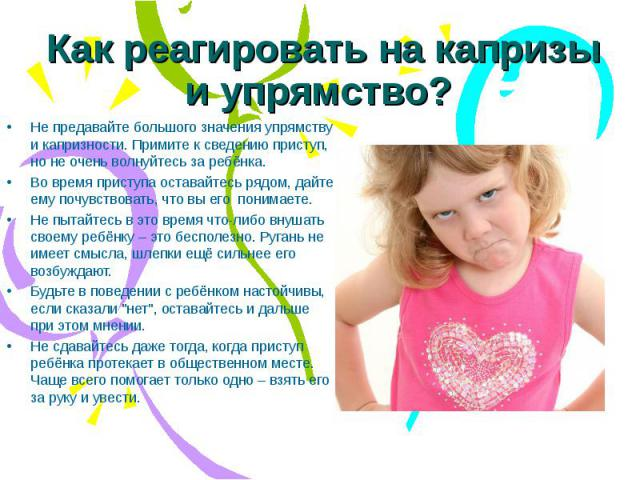 Как реагировать на капризы
и упрямство?
• Не предавайте большого значения упрямству
и капризности. Примите к сведению приступ,
но не очень волнуйтесь за ребёнка.
• Во время приступа оставайтесь рядом, дайте
ему почувствовать, что вы его понимаете.
• Не пытайтесь в это время что-либо внушать
своему ребёнку – это бесполезно. Ругань не
имеет смысла, шлепки ещё сильнее его
возбуждают.
• Будьте в поведении с ребёнком настойчивы,
если сказали "нет", оставайтесь и дальше
при этом мнении.
• Не сдавайтесь даже тогда, когда приступ
ребёнка протекает в общественном месте.
Чаще всего помогает только одно – взять его
за руку и увести.